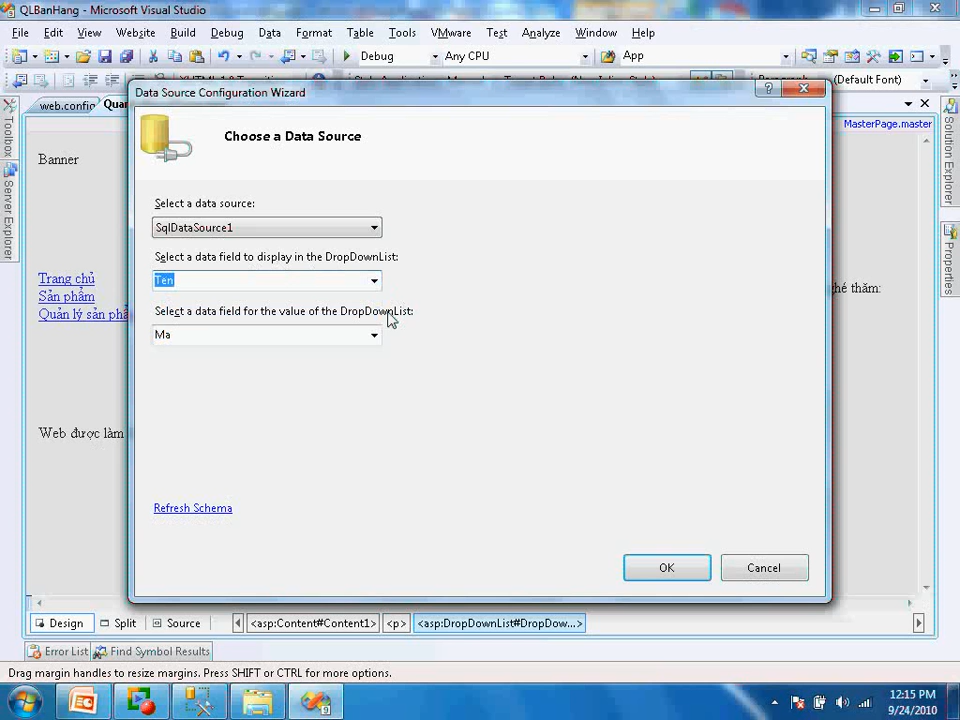 QLBanHang - Microsoft Visual Studio
File Edit View Website Build Debug Data Format Table Tools VMware Test Analyze Window Help
Debug Any CPU App
(Default Font)
web.config
MasterPage.master
Data Source Configuration Wizard
Choose a Data Source
Toolbox
Server Explorer
Solution Explorer
Properties
Banner
Select a data source:
SqlDataSource1
Select a data field to display in the DropDownList:
Ten
Select a data field for the value of the DropDownList:
Ma
Trang chủ
Sản phẩm
Quản lý sản phẩ
ghé thăm:
Web được làm
Refresh Schema
OK Cancel
Design Split Source <asp:Content#Content1> <p> <asp:DropDownList#DropDow...>
Error List Find Symbol Results
Drag margin handles to resize margins. Press SHIFT or CTRL for more options.
12:15 PM
9/24/2010